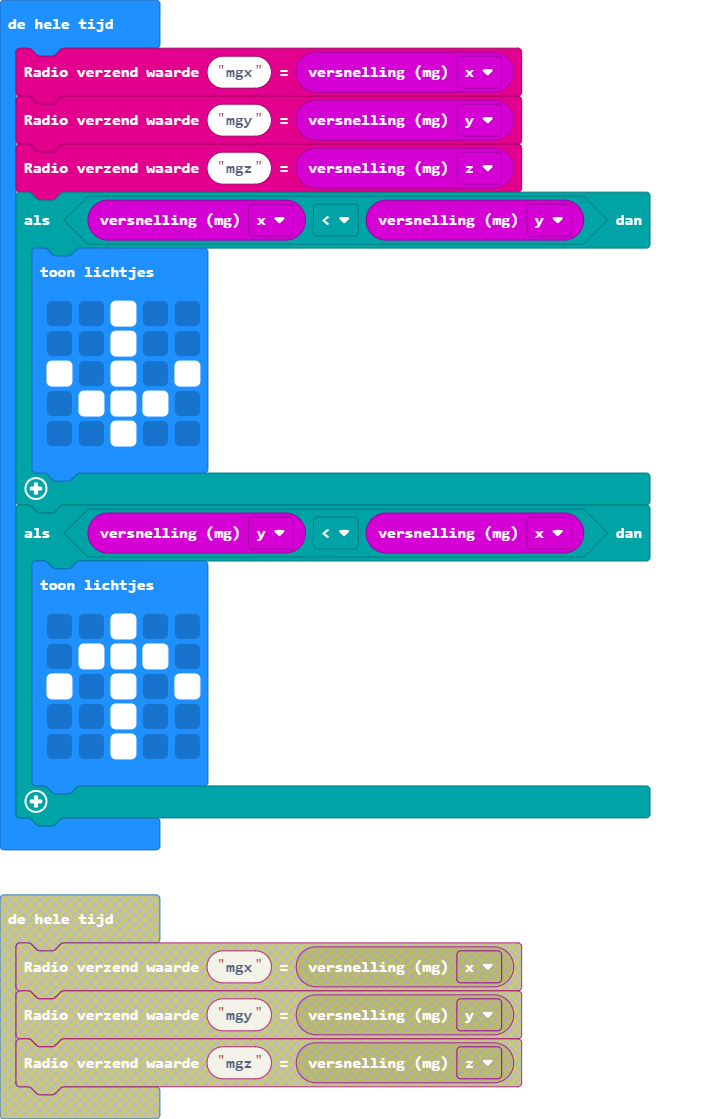 de hele tijd
Radio verzend waarde "mgx" = versnelling (mg) x
Radio verzend waarde "mgy" = versnelling (mg) y
Radio verzend waarde "mgz" = versnelling (mg) z
als versnelling (mg) x < versnelling (mg) y dan
toon lichtjes
als versnelling (mg) y < versnelling (mg) x dan
toon lichtjes
de hele tijd
Radio verzend waarde "mgx" = versnelling (mg) x
Radio verzend waarde "mgy" = versnelling (mg) y
Radio verzend waarde "mgz" = versnelling (mg) z